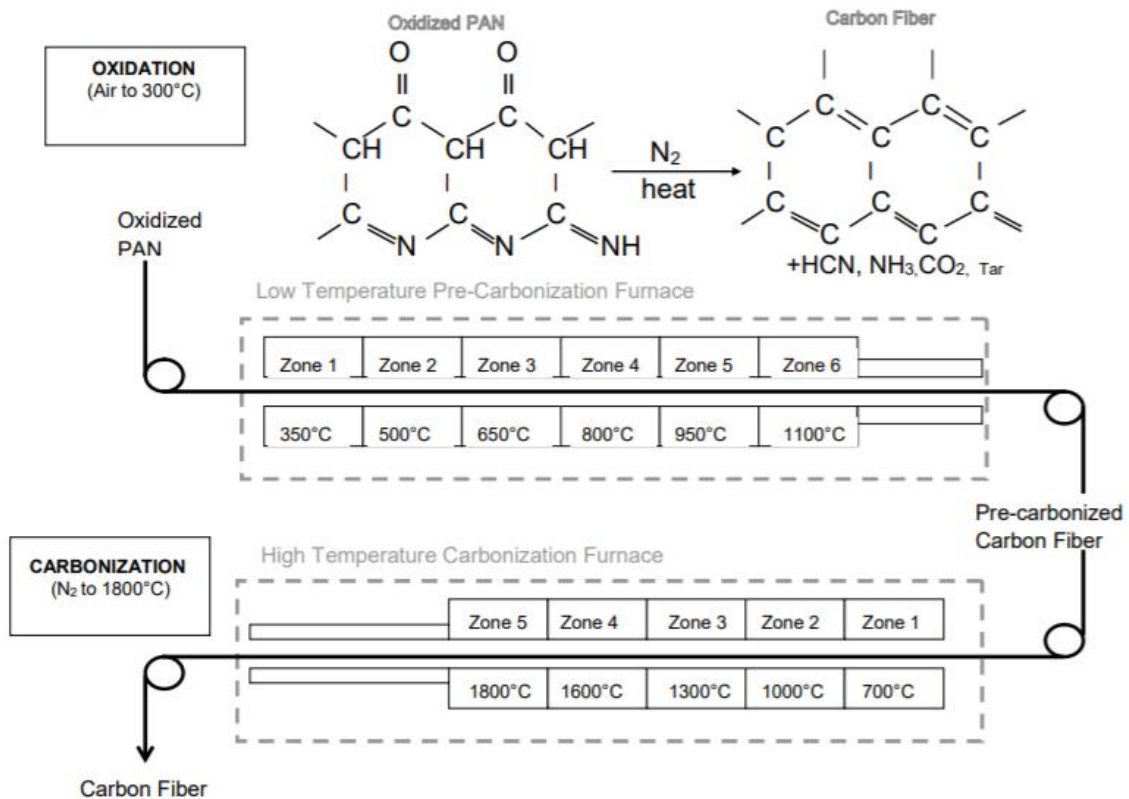 Oxidized PAN
Carbon Fiber
OXIDATION
(Air to 300°C)
O O
C C
CH CH CH
C N C N C NH
N₂
heat
C C
C C C
C C C
C C
+HCN, NH₃,CO₂, Tar
Oxidized
PAN
Low Temperature Pre-Carbonization Furnace
Zone 1 Zone 2 Zone 3 Zone 4 Zone 5 Zone 6
350°C 500°C 650°C 800°C 950°C 1100°C
Pre-carbonized
Carbon Fiber
CARBONIZATION
(N₂ to 1800°C)
High Temperature Carbonization Furnace
Zone 5 Zone 4 Zone 3 Zone 2 Zone 1
1800°C 1600°C 1300°C 1000°C 700°C
Carbon Fiber